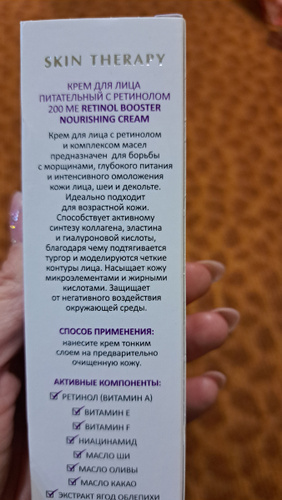 SKIN THERAPY
КРЕМ ДЛЯ ЛИЦА
ПИТАТЕЛЬНЫЙ С РЕТИНОЛОМ
200 МЕ RETINOL BOOSTER
NOURISHING CREAM
Крем для лица с ретинолом
и комплексом масел
предназначен для борьбы
с морщинами, глубокого питания
и интенсивного омоложения
кожи лица, шеи и декольте.
Идеально подходит
для возрастной кожи.
Способствует активному
синтезу коллагена, эластина
и гиалуроновой кислоты,
благодаря чему подтягивается
тургор и моделируются четкие
контуры лица. Насыщает кожу
микроэлементами и жирными
кислотами. Защищает
от негативного воздействия
окружающей среды.
СПОСОБ ПРИМЕНЕНИЯ:
нанесите крем тонким
слоем на предварительно
очищенную кожу.
АКТИВНЫЕ КОМПОНЕНТЫ:
РЕТИНОЛ (ВИТАМИН А)
ВИТАМИН Е
ВИТАМИН F
НИАЦИНАМИД
МАСЛО ШИ
МАСЛО ОЛИВЫ
МАСЛО КАКАО
ЭКСТРАКТ ЯГОД ОБЛЕПИХИ